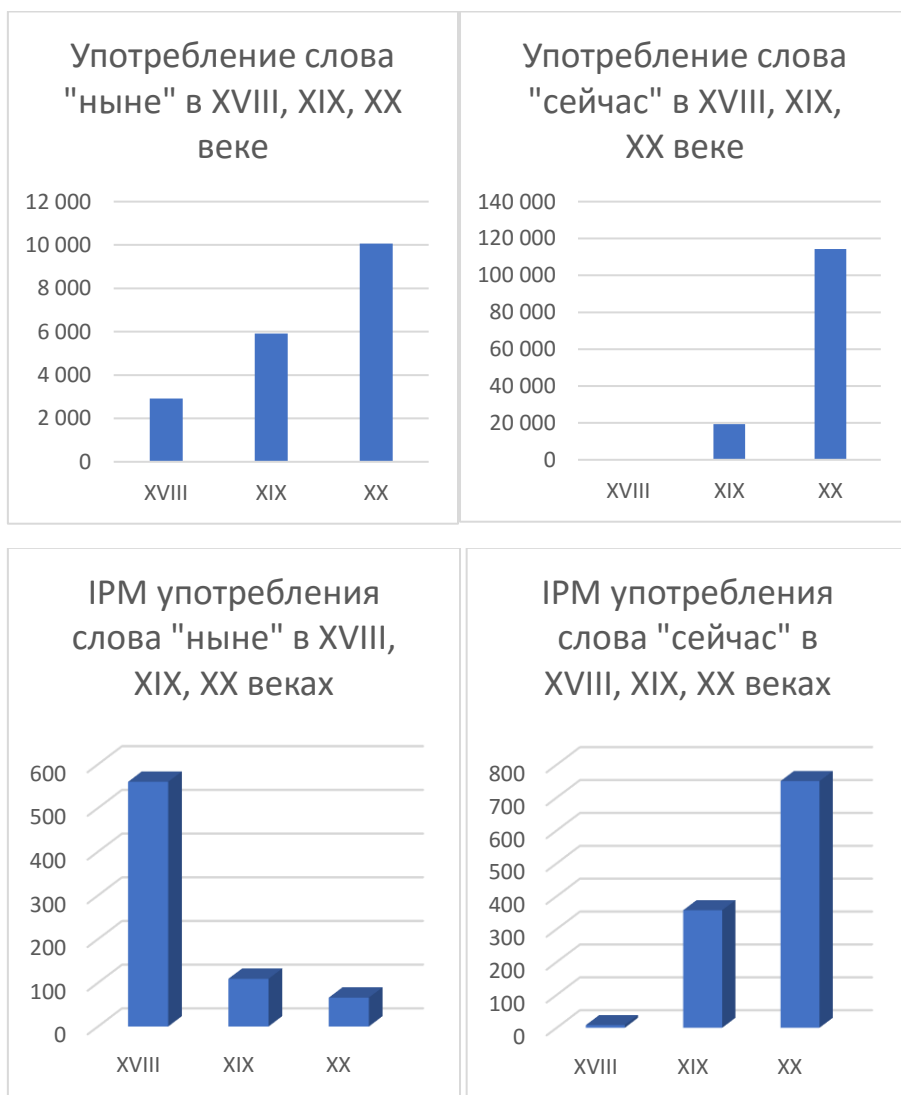 Употребление слова
"ныне" в XVIII, XIX, XX
веке
12 000
10 000
8 000
6 000
4 000
2 000
0
XVIII XIX XX
Употребление слова
"сейчас" в XVIII, XIX,
XX веке
140 000
120 000
100 000
80 000
60 000
40 000
20 000
0
XVIII XIX XX
IPM употребления
слова "ныне" в XVIII,
XIX, XX веках
600
500
400
300
200
100
0
XVIII XIX XX
IPM употребления
слова "сейчас" в
XVIII, XIX, XX веках
800
700
600
500
400
300
200
100
0
XVIII XIX XX